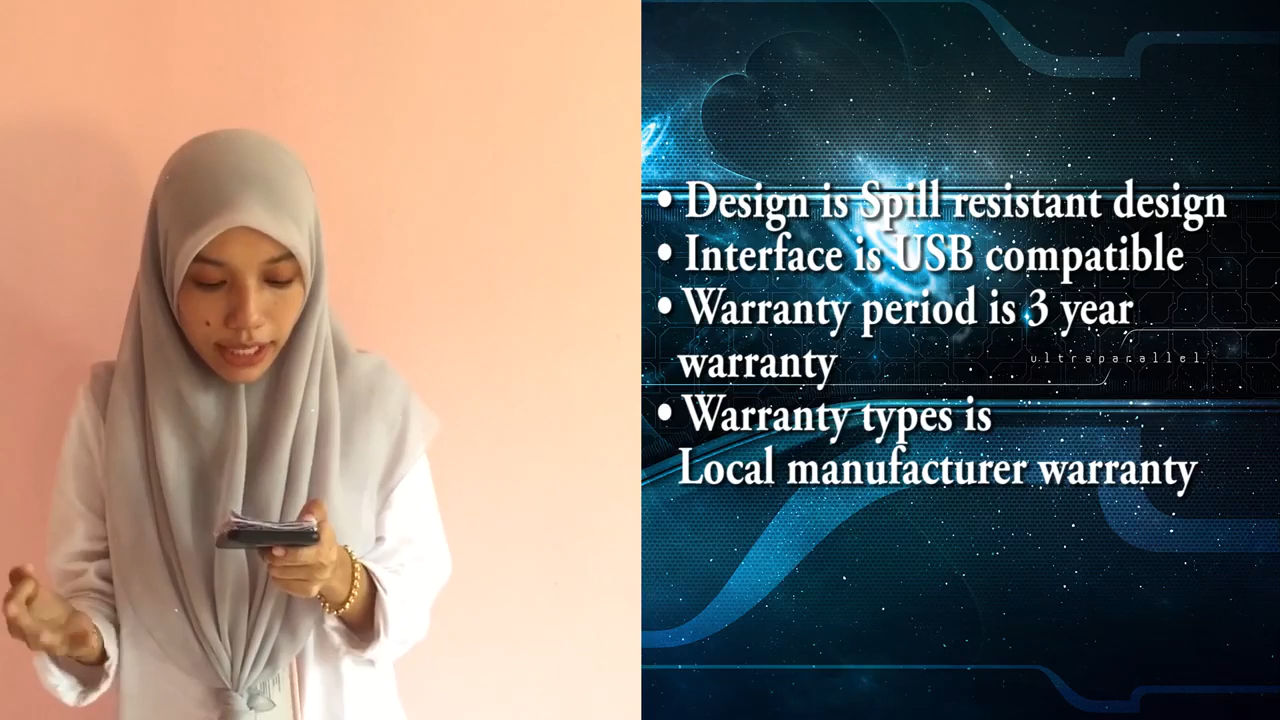 • Design is Spill resistant design
• Interface is USB compatible
• Warranty period is 3 year
warranty
ultraparallel
• Warranty types is
Local manufacturer warranty